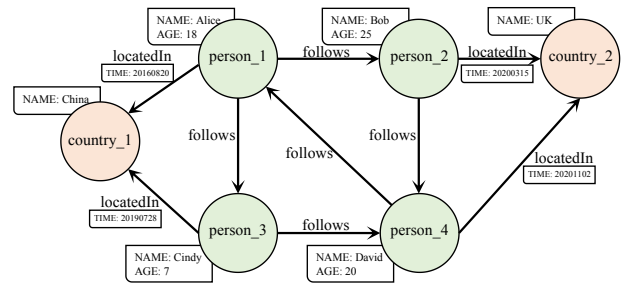 NAME: Alice
AGE: 18
NAME: Bob
AGE: 25
NAME: UK
locatedIn
TIME: 20160820
person_1
follows
person_2
locatedIn
TIME: 20200315
country_2
NAME: China
country_1
follows
follows
follows
locatedIn
TIME: 20201102
locatedIn
TIME: 20190728
person_3
follows
person_4
NAME: Cindy
AGE: 7
NAME: David
AGE: 20